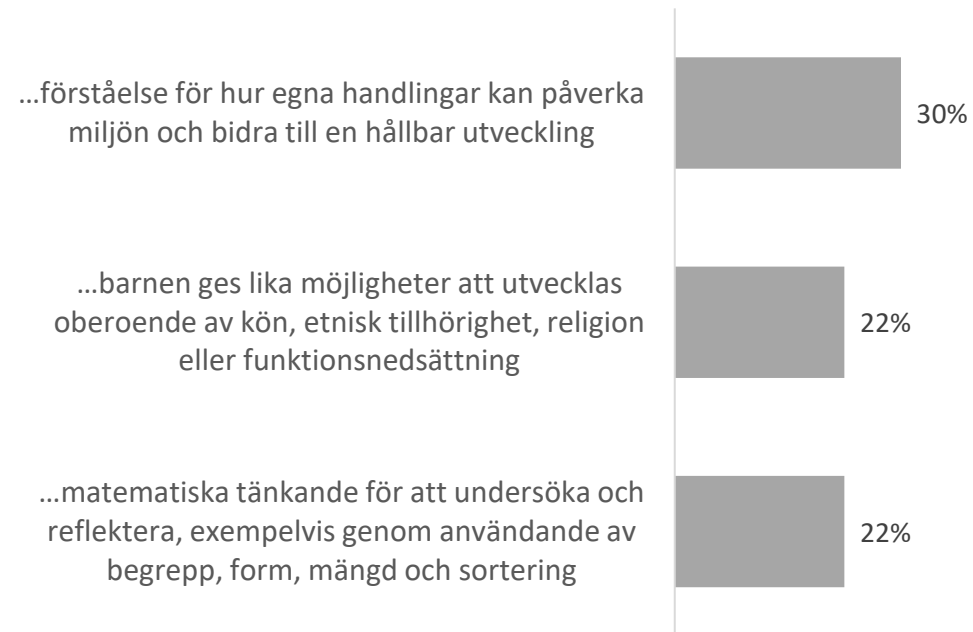 ...förståelse för hur egna handlingar kan påverka
miljön och bidra till en hållbar utveckling
30%
...barnen ges lika möjligheter att utvecklas
oberoende av kön, etnisk tillhörighet, religion
eller funktionsnedsättning
22%
...matematiska tänkande för att undersöka och
reflektera, exempelvis genom användande av
begrepp, form, mängd och sortering
22%